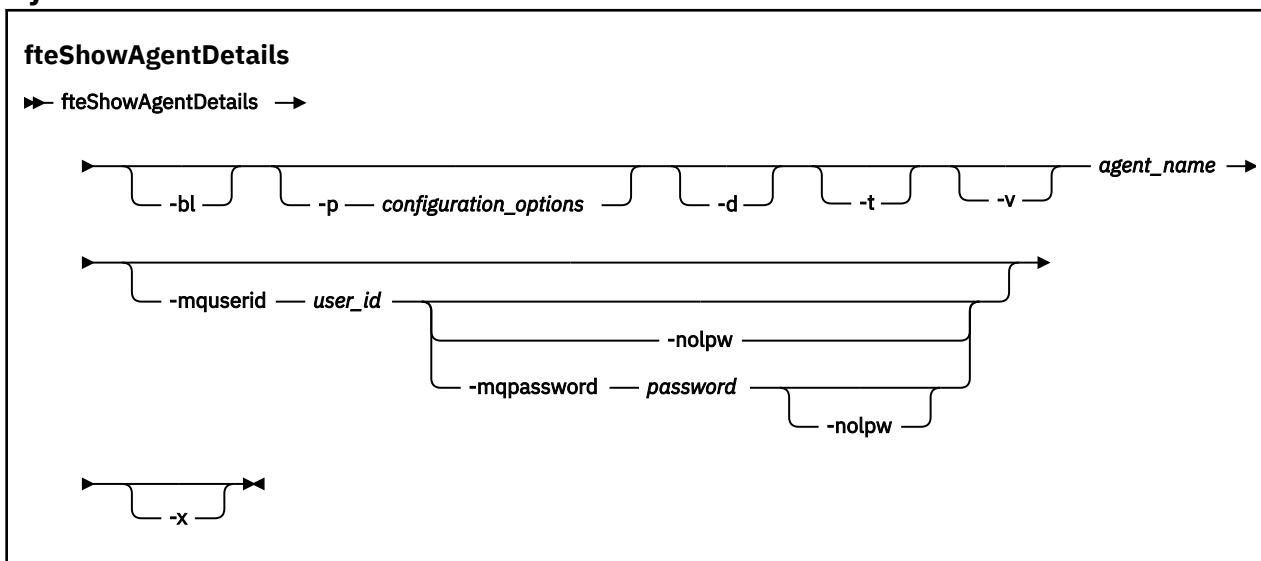 fteShowAgentDetails
fteShowAgentDetails
-bl -p configuration_options -d -t -v agent_name
-mquserid user_id
-nolpw
-mqpassword password
-nolpw
-x